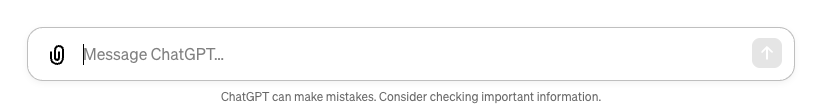 Message ChatGPT...
ChatGPT can make mistakes. Consider checking important information.